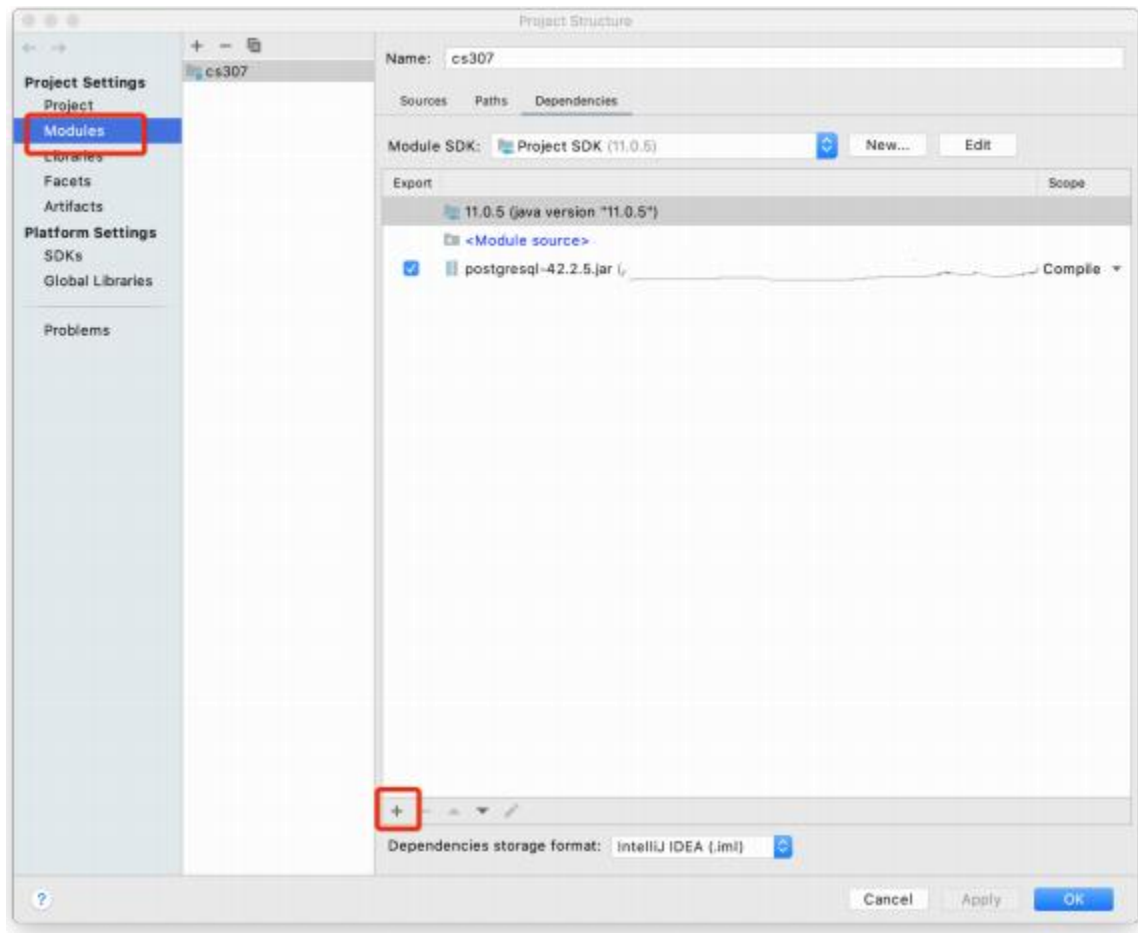 Project Structure
Project Settings
Project
Modules
Libraries
Facets
Artifacts
Platform Settings
SDKs
Global Libraries
Problems
cs307
Name: cs307
Sources Paths Dependencies
Module SDK: Project SDK (11.0.5) New... Edit
Export Scope
11.0.5 (java version "11.0.5")
<Module source>
postgresql-42.2.5.jar ( Compile
Dependencies storage format: IntelliJ IDEA (.iml)
? Cancel Apply OK